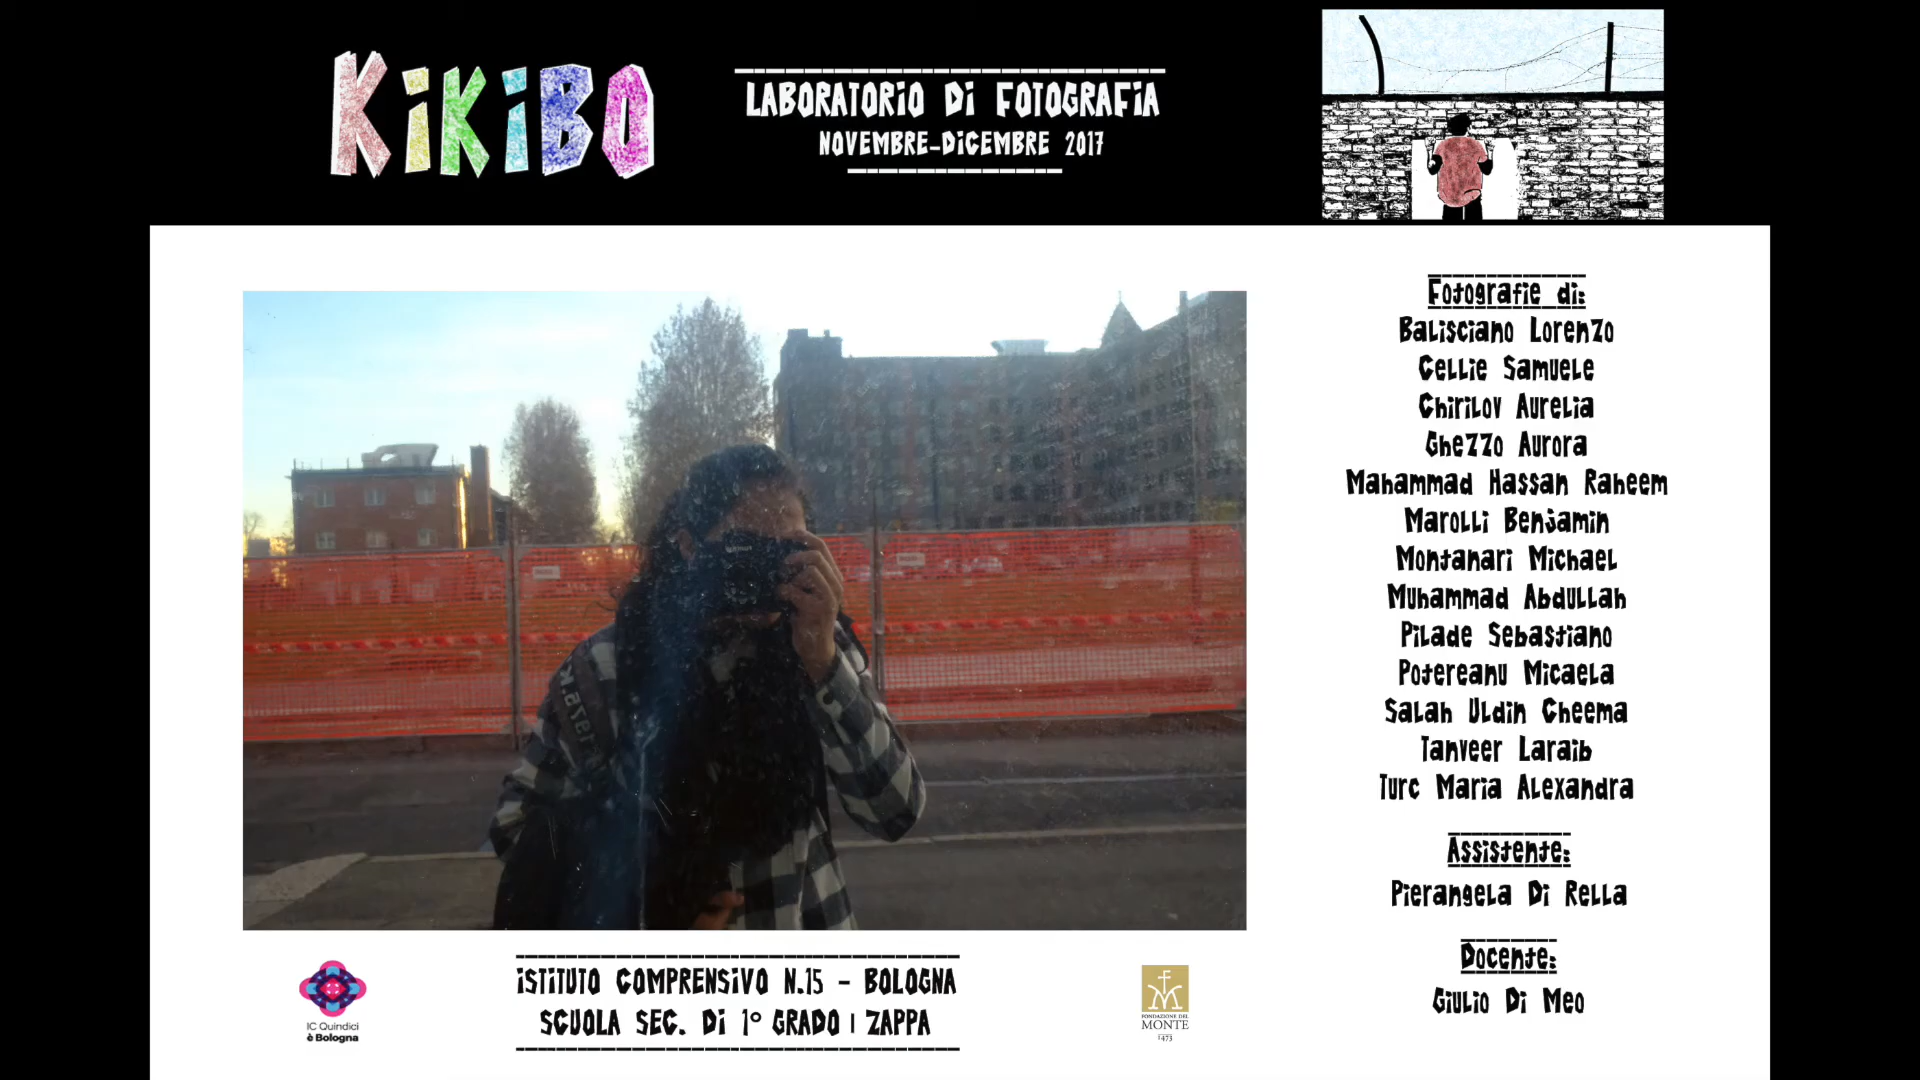 KiKiBO
LABORATORIO Di FOTOGRAFIA
NOVEMBRE-DICEMBRE 2017
Fotografie di:
Balisciano Lorenzo
Cellie Samuele
Chirilov Aurelia
Ghezzo Aurora
Mahammad Hassan Raheem
Marolli Benjamin
Montanari Michael
Muhammad Abdullah
Pilade Sebastiano
Potereanu Micaela
Salah Uldin Cheema
Tanveer Laraib
Turc Maria Alexandra
Assistente:
Pierangela Di Rella
Docente:
Giulio Di Meo
IC Quindici
è Bologna
ISTITUTO COMPRENSIVO N.15 - BOLOGNA
SCUOLA SEC. DI 1° GRADO | ZAPPA
FONDAZIONE DEL
MONTE
1473